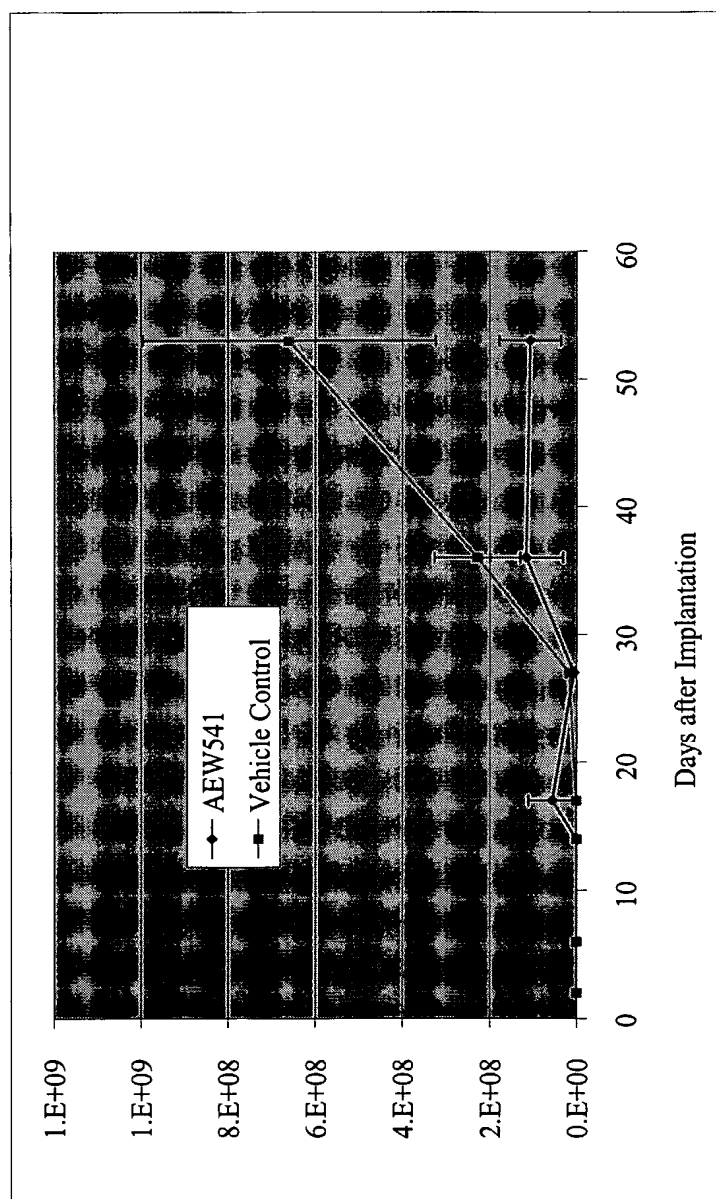 1.E+09
1.E+09
8.E+08
6.E+08
4.E+08
2.E+08
0.E+00
AEW541
Vehicle Control
0 10 20 30 40 50 60
Days after Implantation